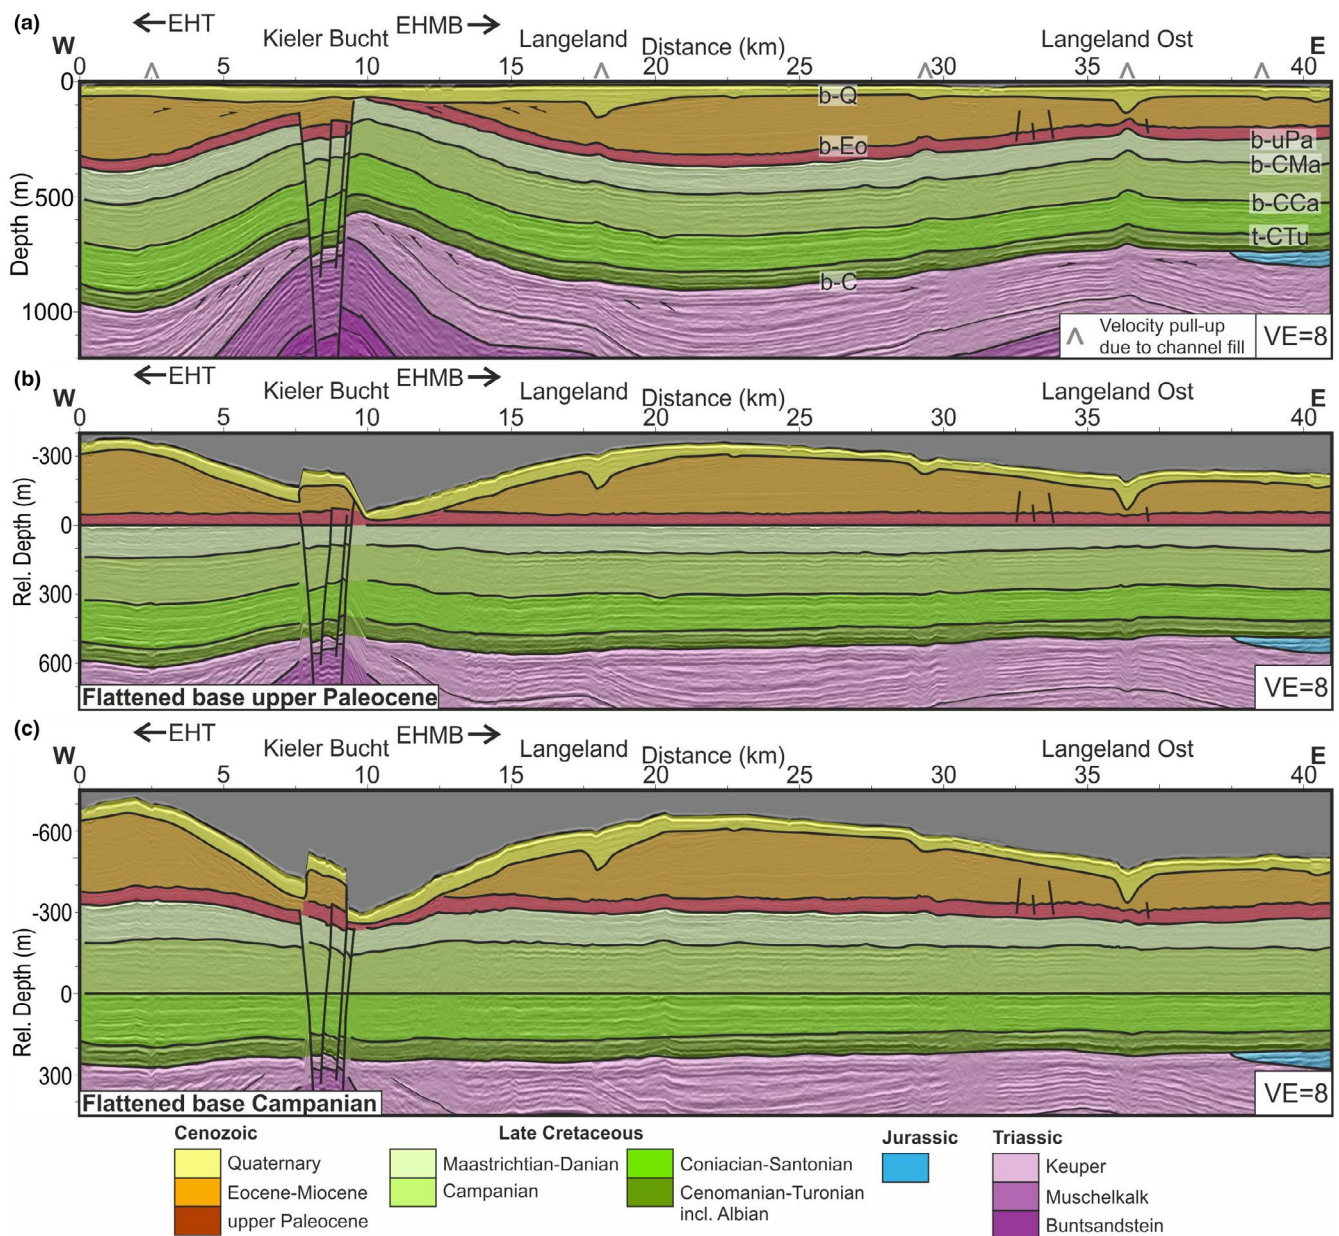 (a)
← EHT EHMB →
W Kieler Bucht Langeland Distance (km) Langeland Ost E
0 5 10 15 20 25 30 35 40
Depth (m)
0
500
1000
b-Q
b-Eo
b-uPa
b-CMa
b-CCa
t-CTu
b-C
^ Velocity pull-up
due to channel fill
VE=8
(b)
← EHT EHMB →
W Kieler Bucht Langeland Distance (km) Langeland Ost E
0 5 10 15 20 25 30 35 40
Rel. Depth (m)
-300
0
300
600
Flattened base upper Paleocene
VE=8
(c)
← EHT EHMB →
W Kieler Bucht Langeland Distance (km) Langeland Ost E
0 5 10 15 20 25 30 35 40
Rel. Depth (m)
-600
-300
0
300
Flattened base Campanian
VE=8
Cenozoic
Quaternary
Eocene-Miocene
upper Paleocene
Late Cretaceous
Maastrichtian-Danian
Campanian
Coniacian-Santonian
Cenomanian-Turonian
incl. Albian
Jurassic
Triassic
Keuper
Muschelkalk
Buntsandstein